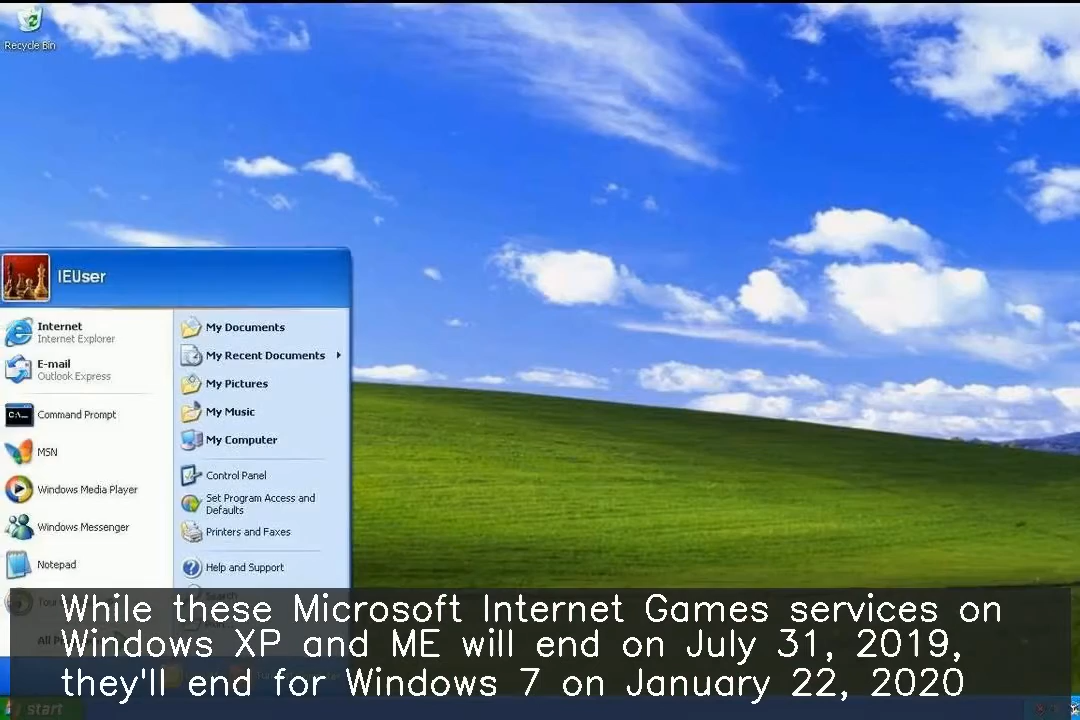 Recycle Bin
IEUser
Internet
Internet Explorer
E-mail
Outlook Express
Command Prompt
MSN
Windows Media Player
Windows Messenger
Notepad
My Documents
My Recent Documents
My Pictures
My Music
My Computer
Control Panel
Set Program Access and
Defaults
Printers and Faxes
Help and Support
Search
While these Microsoft Internet Games services on
Windows XP and ME will end on July 31, 2019,
they'll end for Windows 7 on January 22, 2020
start